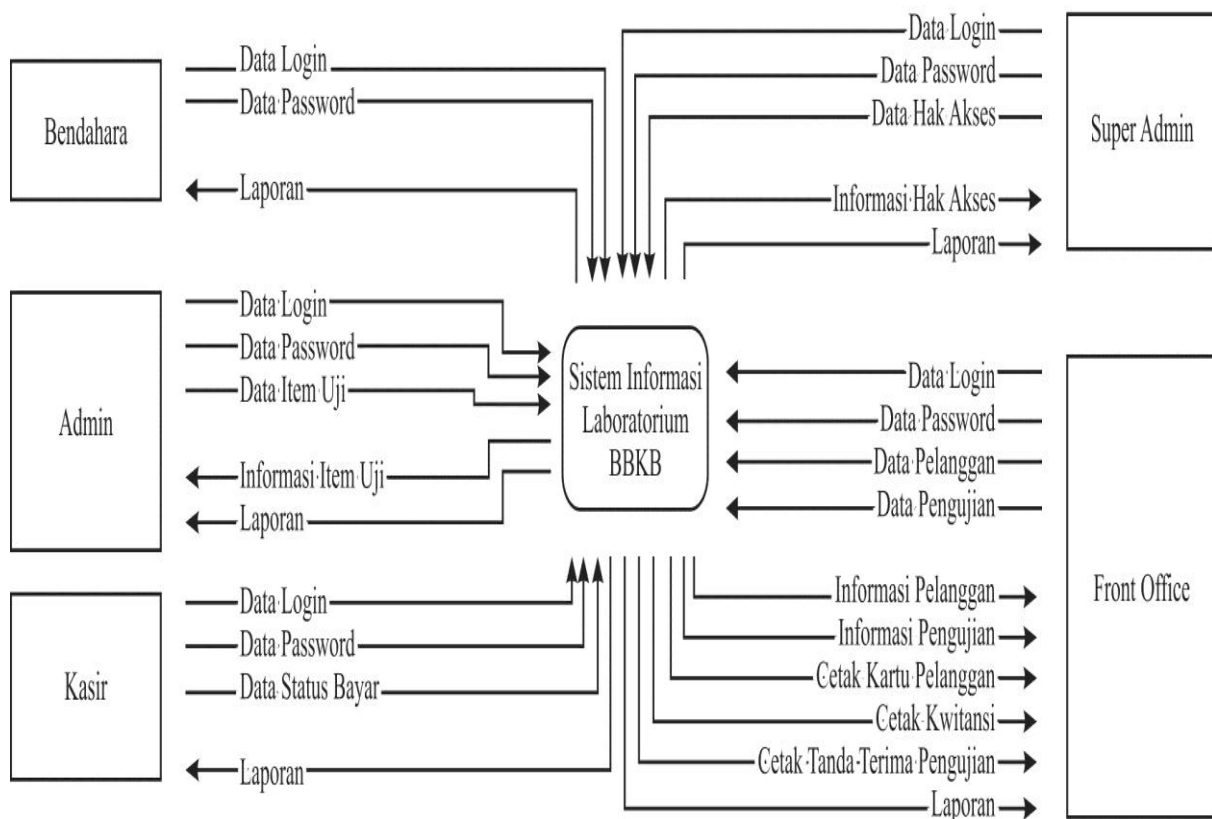 Bendahara
Data Login
Data Password
Laporan
Admin
Data Login
Data Password
Data Item Uji
Informasi Item Uji
Laporan
Kasir
Data Login
Data Password
Data Status Bayar
Laporan
Sistem Informasi
Laboratorium
BBKB
Data Login
Data Password
Data Hak Akses
Informasi Hak Akses
Laporan
Super Admin
Data Login
Data Password
Data Pelanggan
Data Pengujian
Informasi Pelanggan
Informasi Pengujian
Cetak Kartu Pelanggan
Cetak Kwitansi
Cetak Tanda Terima Pengujian
Laporan
Front Office